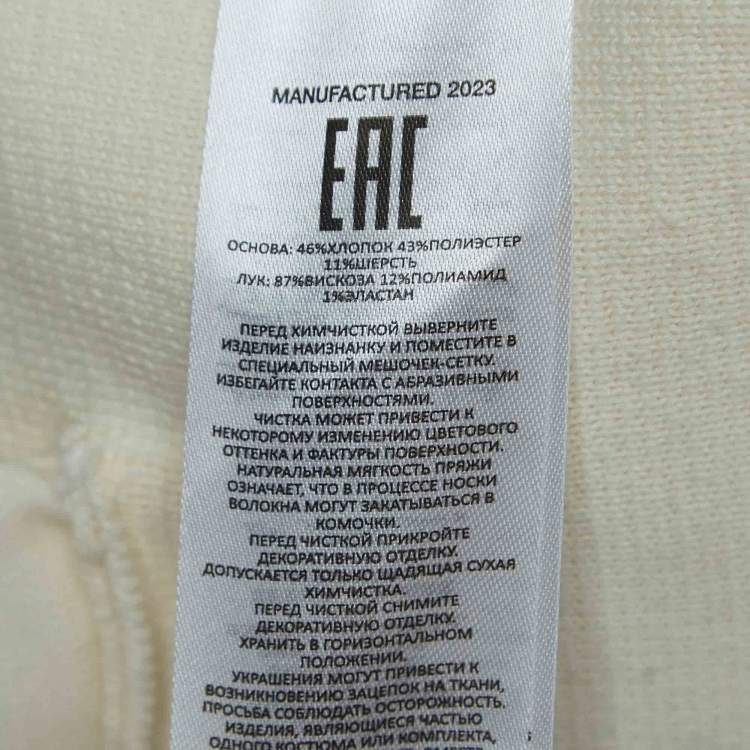 MANUFACTURED 2023
EAC
ОСНОВА: 46%ХЛОПОК 43%ПОЛИЭСТЕР
11%ШЕРСТЬ
ЛУК: 87%ВИСКОЗА 12%ПОЛИАМИД
1%ЭЛАСТАН
ПЕРЕД ХИМЧИСТКОЙ ВЫВЕРНИТЕ
ИЗДЕЛИЕ НАИЗНАНКУ И ПОМЕСТИТЕ В
СПЕЦИАЛЬНЫЙ МЕШОЧЕК-СЕТКУ.
ИЗБЕГАЙТЕ КОНТАКТА С АБРАЗИВНЫМИ
ПОВЕРХНОСТЯМИ.
ЧИСТКА МОЖЕТ ПРИВЕСТИ К
НЕКОТОРОМУ ИЗМЕНЕНИЮ ЦВЕТОВОГО
ОТТЕНКА И ФАКТУРЫ ПОВЕРХНОСТИ.
НАТУРАЛЬНАЯ МЯГКОСТЬ ПРЯЖИ
ОЗНАЧАЕТ, ЧТО В ПРОЦЕССЕ НОСКИ
ВОЛОКНА МОГУТ ЗАКАТЫВАТЬСЯ В
КОМОЧКИ.
ПЕРЕД ЧИСТКОЙ ПРИКРОЙТЕ
ДЕКОРАТИВНУЮ ОТДЕЛКУ.
ДОПУСКАЕТСЯ ТОЛЬКО ЩАДЯЩАЯ СУХАЯ
ХИМЧИСТКА.
ПЕРЕД ЧИСТКОЙ СНИМИТЕ
ДЕКОРАТИВНУЮ ОТДЕЛКУ.
ХРАНИТЬ В ГОРИЗОНТАЛЬНОМ
ПОЛОЖЕНИИ.
УКРАШЕНИЯ МОГУТ ПРИВЕСТИ К
ВОЗНИКНОВЕНИЮ ЗАЦЕПОК НА ТКАНИ,
ПРОСЬБА СОБЛЮДАТЬ ОСТОРОЖНОСТЬ.
ИЗДЕЛИЯ, ЯВЛЯЮЩИЕСЯ ЧАСТЬЮ
ОДНОГО КОСТЮМА ИЛИ КОМПЛЕКТА,